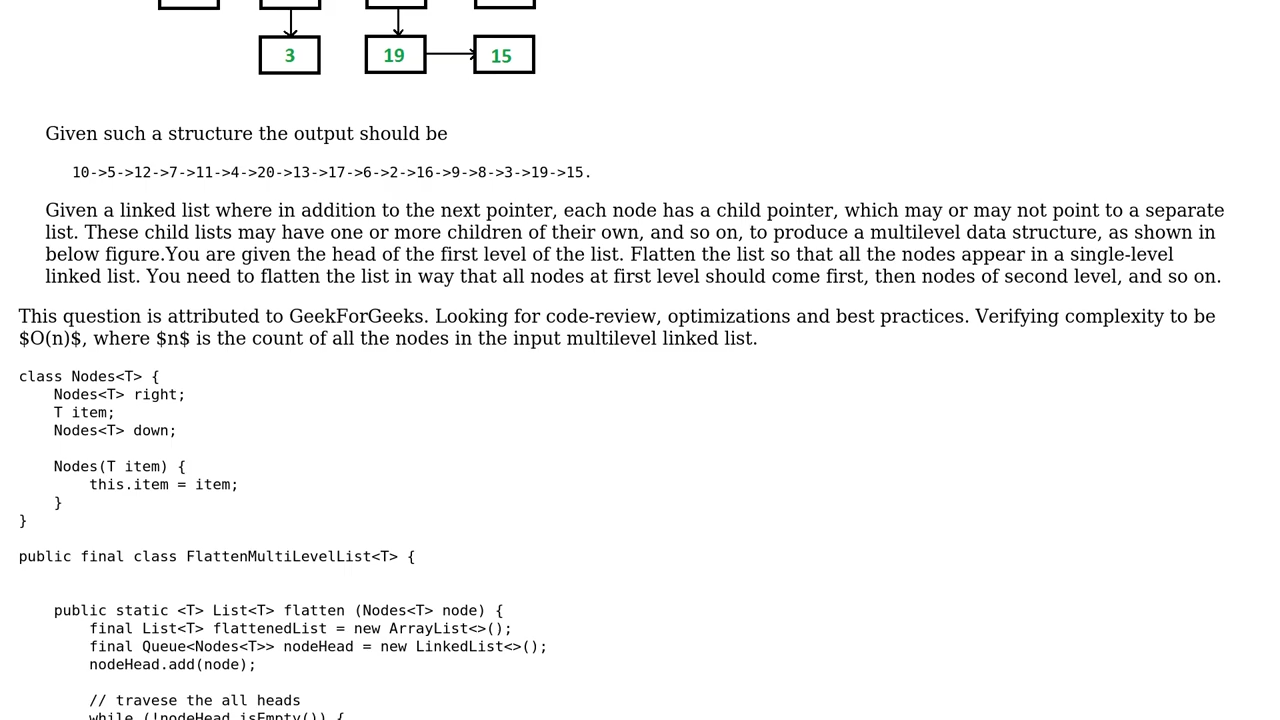 3 19 15
Given such a structure the output should be
10->5->12->7->11->4->20->13->17->6->2->16->9->8->3->19->15.
Given a linked list where in addition to the next pointer, each node has a child pointer, which may or may not point to a separate
list. These child lists may have one or more children of their own, and so on, to produce a multilevel data structure, as shown in
below figure.You are given the head of the first level of the list. Flatten the list so that all the nodes appear in a single-level
linked list. You need to flatten the list in way that all nodes at first level should come first, then nodes of second level, and so on.
This question is attributed to GeekForGeeks. Looking for code-review, optimizations and best practices. Verifying complexity to be
$O(n)$, where $n$ is the count of all the nodes in the input multilevel linked list.
class Nodes<T> {
    Nodes<T> right;
    T item;
    Nodes<T> down;
    Nodes(T item) {
        this.item = item;
    }
}
public final class FlattenMultiLevelList<T> {
    public static <T> List<T> flatten (Nodes<T> node) {
        final List<T> flattenedList = new ArrayList<>();
        final Queue<Nodes<T>> nodeHead = new LinkedList<>();
        nodeHead.add(node);
        // travese the all heads
        while (!nodeHead.isEmpty()) {